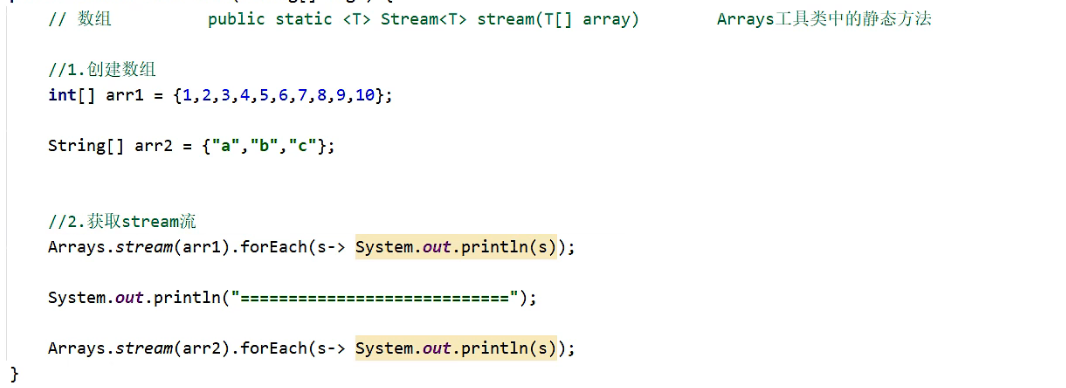 // 数组 public static <T> Stream<T> stream(T[] array) Arrays工具类中的静态方法
//1.创建数组
int[] arr1 = {1,2,3,4,5,6,7,8,9,10};
String[] arr2 = {"a","b","c"};
//2.获取stream流
Arrays.stream(arr1).forEach(s-> System.out.println(s));
System.out.println("============================");
Arrays.stream(arr2).forEach(s-> System.out.println(s));
}